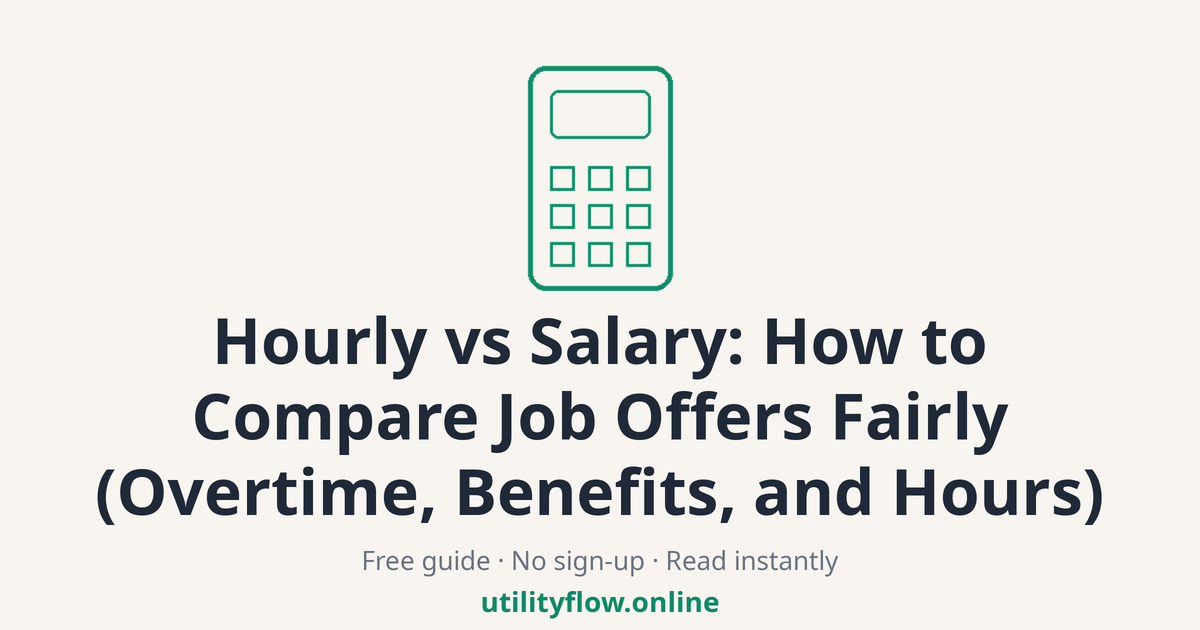 Hourly vs Salary: How to
Compare Job Offers Fairly
(Overtime, Benefits, and Hours)
Free guide · No sign-up · Read instantly
utilityflow.online